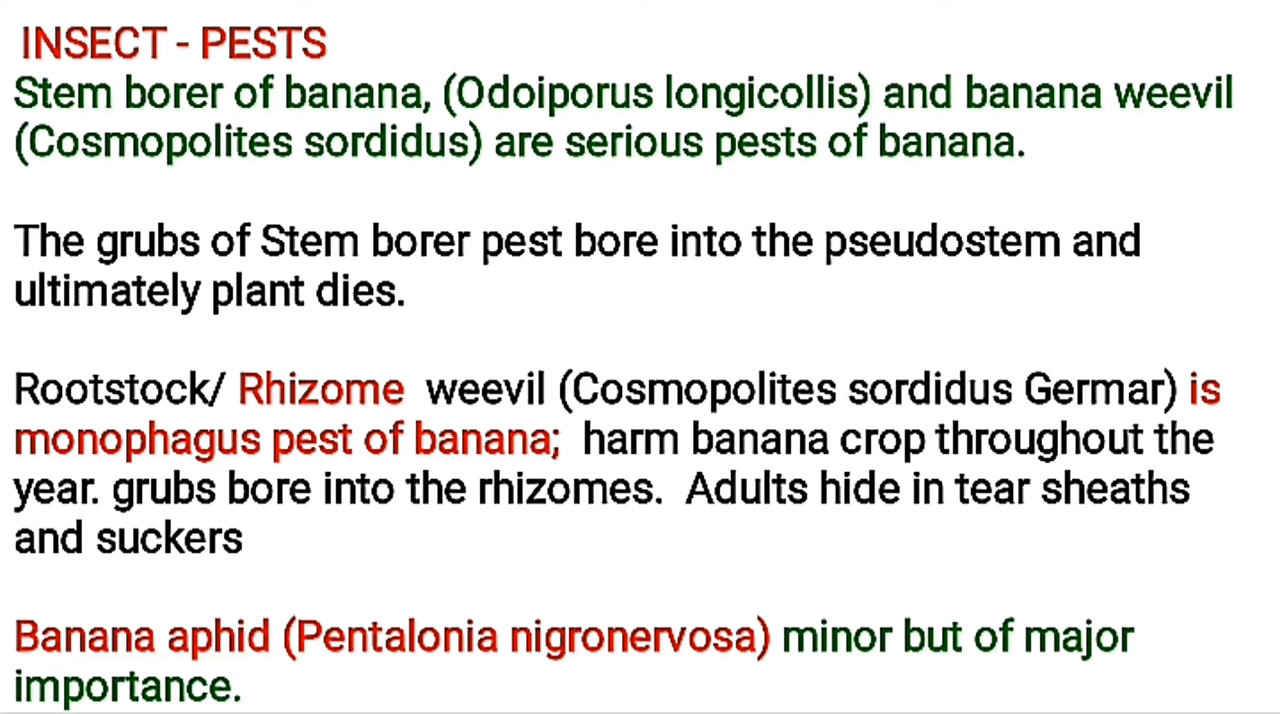 INSECT - PESTS
Stem borer of banana, (Odoiporus longicollis) and banana weevil
(Cosmopolites sordidus) are serious pests of banana.
The grubs of Stem borer pest bore into the pseudostem and
ultimately plant dies.
Rootstock/ Rhizome weevil (Cosmopolites sordidus Germar) is
monophagus pest of banana; harm banana crop throughout the
year. grubs bore into the rhizomes. Adults hide in tear sheaths
and suckers
Banana aphid (Pentalonia nigronervosa) minor but of major
importance.